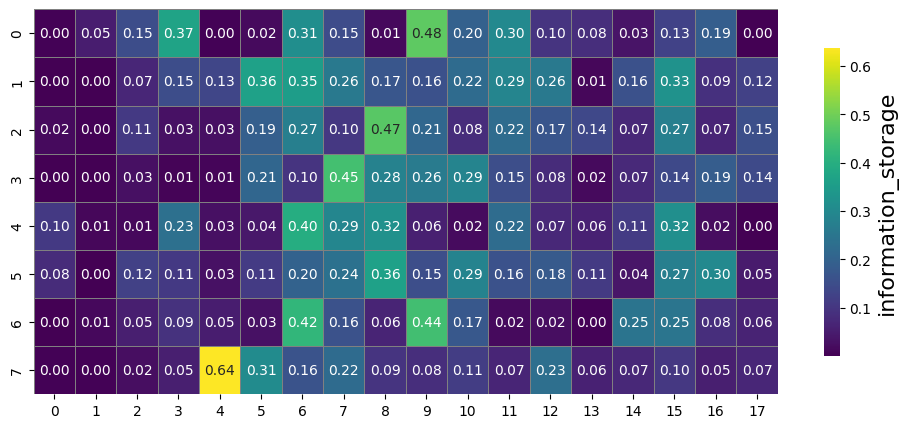 0 0.00 0.05 0.15 0.37 0.00 0.02 0.31 0.15 0.01 0.48 0.20 0.30 0.10 0.08 0.03 0.13 0.19 0.00
1 0.00 0.00 0.07 0.15 0.13 0.36 0.35 0.26 0.17 0.16 0.22 0.29 0.26 0.01 0.16 0.33 0.09 0.12
2 0.02 0.00 0.11 0.03 0.03 0.19 0.27 0.10 0.47 0.21 0.08 0.22 0.17 0.14 0.07 0.27 0.07 0.15
3 0.00 0.00 0.03 0.01 0.01 0.21 0.10 0.45 0.28 0.26 0.29 0.15 0.08 0.02 0.07 0.14 0.19 0.14
4 0.10 0.01 0.01 0.23 0.03 0.04 0.40 0.29 0.32 0.06 0.02 0.22 0.07 0.06 0.11 0.32 0.02 0.00
5 0.08 0.00 0.12 0.11 0.03 0.11 0.20 0.24 0.36 0.15 0.29 0.16 0.18 0.11 0.04 0.27 0.30 0.05
6 0.00 0.01 0.05 0.09 0.05 0.03 0.42 0.16 0.06 0.44 0.17 0.02 0.02 0.00 0.25 0.25 0.08 0.06
7 0.00 0.00 0.02 0.05 0.64 0.31 0.16 0.22 0.09 0.08 0.11 0.07 0.23 0.06 0.07 0.10 0.05 0.07
0 1 2 3 4 5 6 7 8 9 10 11 12 13 14 15 16 17
0.6
0.5
0.4
0.3
0.2
0.1
information_storage